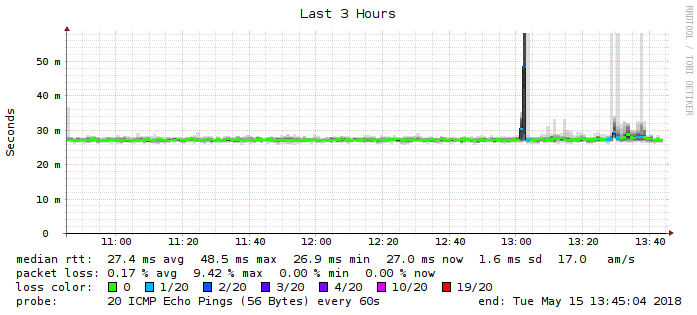 Last 3 Hours
RRDTOOL / TOBI OETIKER
Seconds
50 m
40 m
30 m
20 m
10 m
0
11:00 11:20 11:40 12:00 12:20 12:40 13:00 13:20 13:40
median rtt: 27.4 ms avg 48.5 ms max 26.9 ms min 27.0 ms now 1.6 ms sd 17.0 am/s
packet loss: 0.17 % avg 9.42 % max 0.00 % min 0.00 % now
loss color: 0 1/20 2/20 3/20 4/20 10/20 19/20
probe: 20 ICMP Echo Pings (56 Bytes) every 60s end: Tue May 15 13:45:04 2018